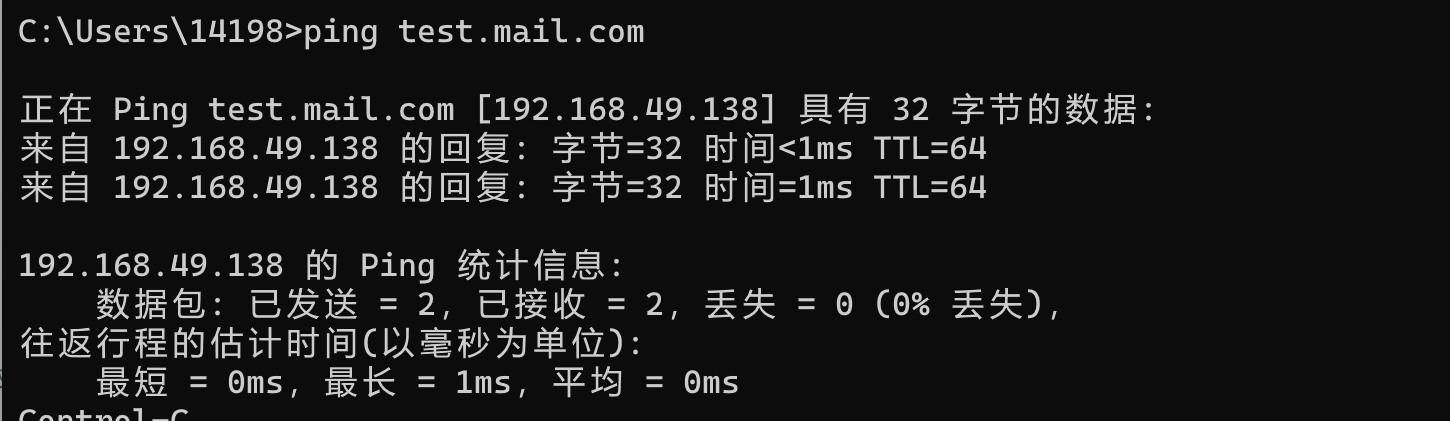 C:\Users\14198>ping test.mail.com
正在 Ping test.mail.com [192.168.49.138] 具有 32 字节的数据:
来自 192.168.49.138 的回复: 字节=32 时间<1ms TTL=64
来自 192.168.49.138 的回复: 字节=32 时间=1ms TTL=64
192.168.49.138 的 Ping 统计信息:
    数据包: 已发送 = 2, 已接收 = 2, 丢失 = 0 (0% 丢失),
往返行程的估计时间(以毫秒为单位):
    最短 = 0ms, 最长 = 1ms, 平均 = 0ms
Control-C